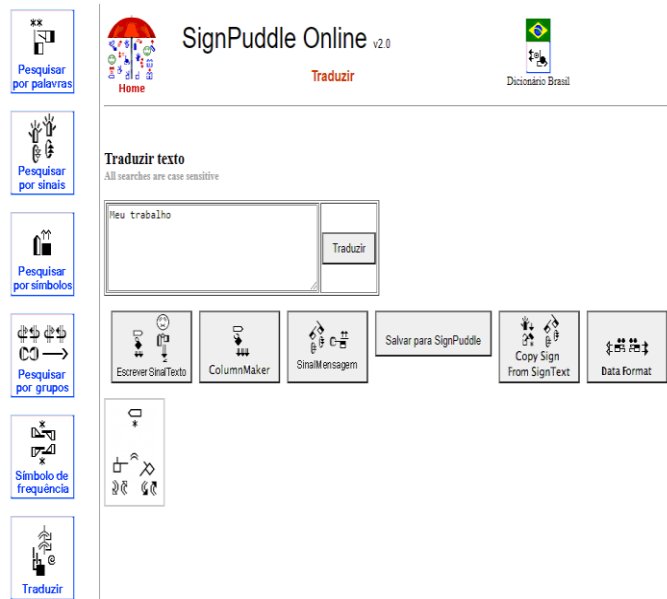 Pesquisar
por palavras
Pesquisar
por sinais
Pesquisar
por símbolos
Pesquisar
por grupos
Símbolo de
frequência
Traduzir
Home
SignPuddle Online v2.0
Traduzir
Dicionário Brasil
Traduzir texto
All searches are case sensitive
Meu trabalho
Traduzir
Escrever SinalTexto
ColumnMaker
SinalMensagem
Salvar para SignPuddle
Copy Sign
From SignText
Data Format